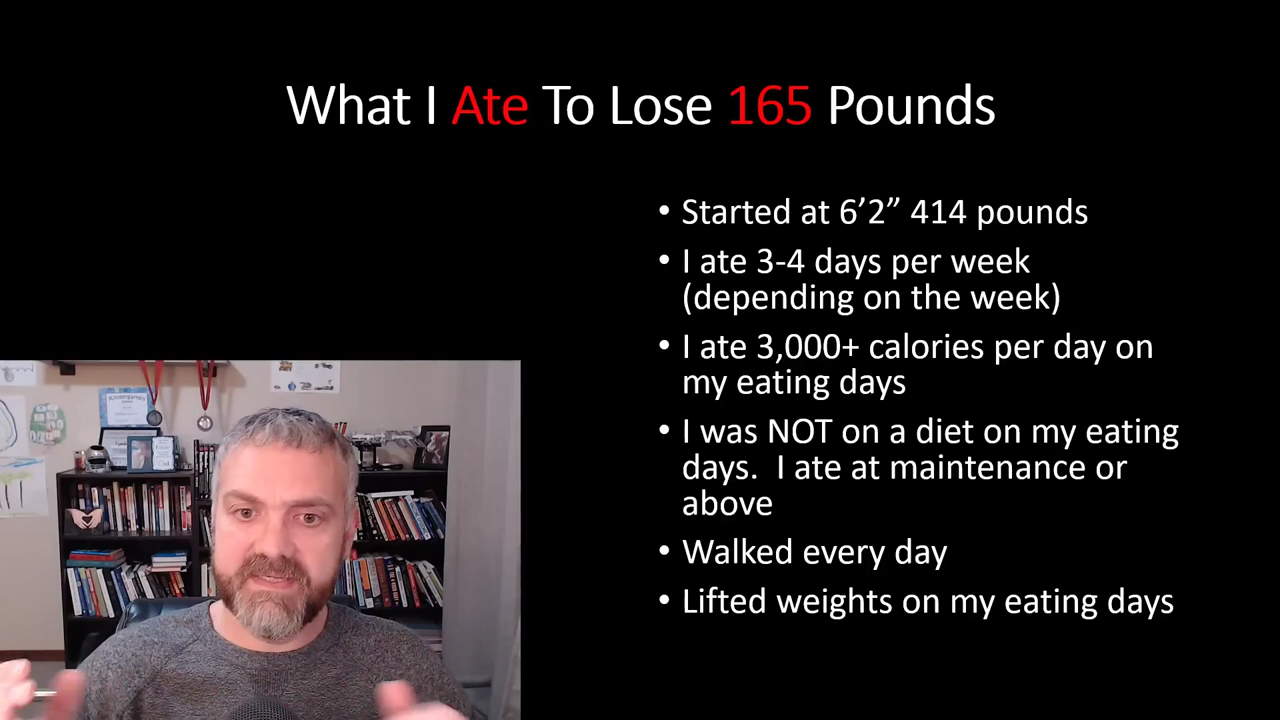 What I Ate To Lose 165 Pounds
• Started at 6’2” 414 pounds
• I ate 3-4 days per week
(depending on the week)
• I ate 3,000+ calories per day on
my eating days
• I was NOT on a diet on my eating
days.  I ate at maintenance or
above
• Walked every day
• Lifted weights on my eating days